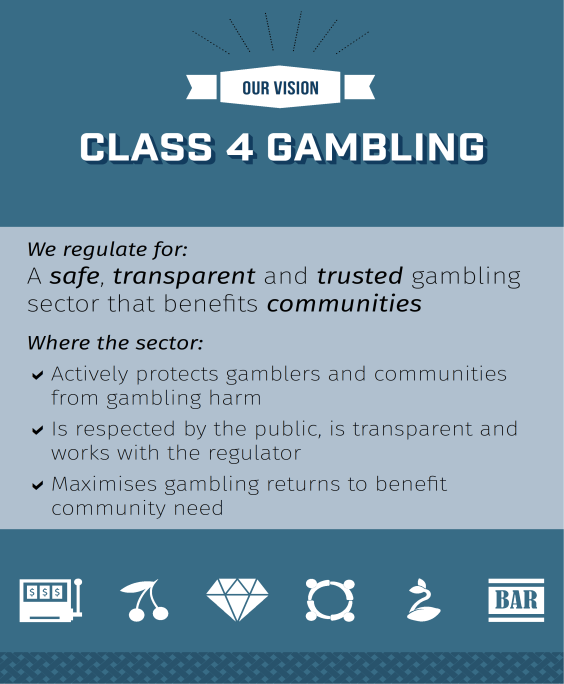 OUR VISION
CLASS 4 GAMBLING
We regulate for:
A safe, transparent and trusted gambling
sector that benefits communities
Where the sector:
Actively protects gamblers and communities
from gambling harm
Is respected by the public, is transparent and
works with the regulator
Maximises gambling returns to benefit
community need
$ $ $
BAR